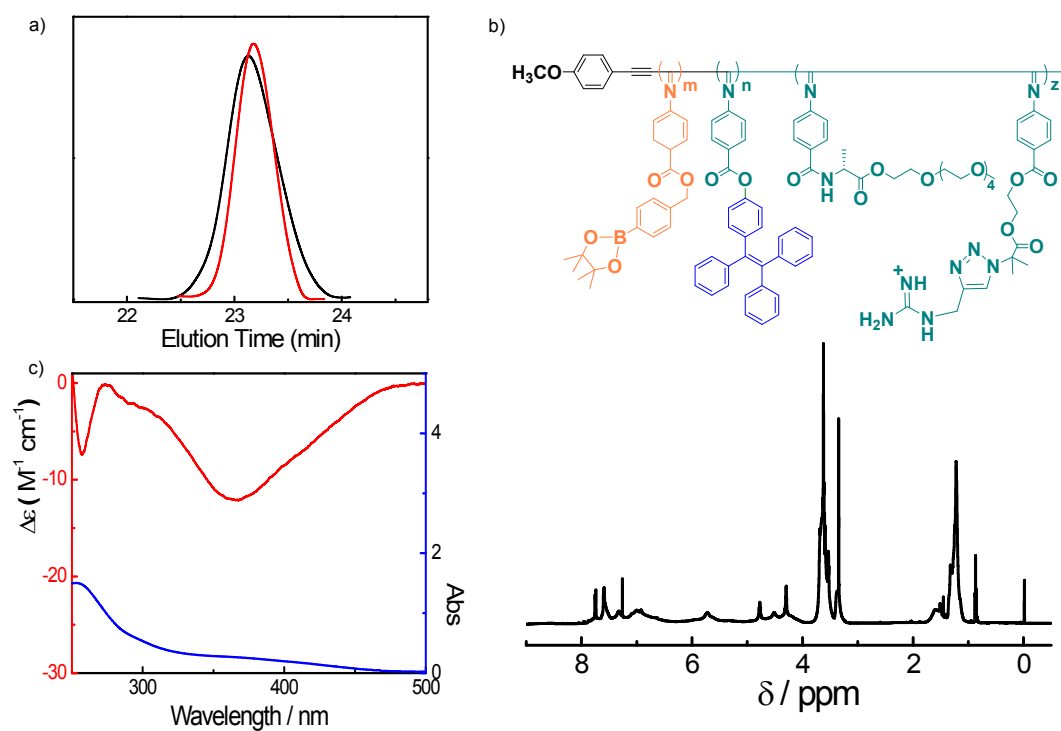 a)
22 23 24
Elution Time (min)
b)
H₃CO
m n z
N N N N
O O O O O O O O
O O N H O O 4 O
O B O
O O
N N N
NH +
H₂N N H
c)
0 -10 -20 -30
Δε ( M⁻¹ cm⁻¹)
4 2 0
Abs
300 400 500
Wavelength / nm
8 6 4 2 0
δ / ppm